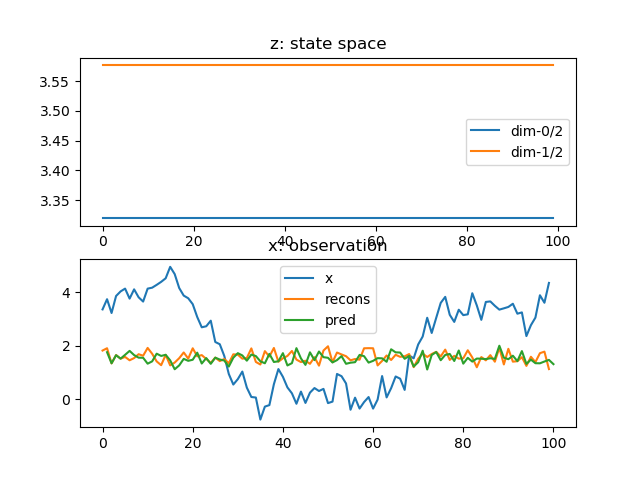 z: state space
3.55
3.50
3.45
3.40
3.35
dim-0/2
dim-1/2
0 20 40 60 80 100
x: observation
4
2
0
x
recons
pred
0 20 40 60 80 100